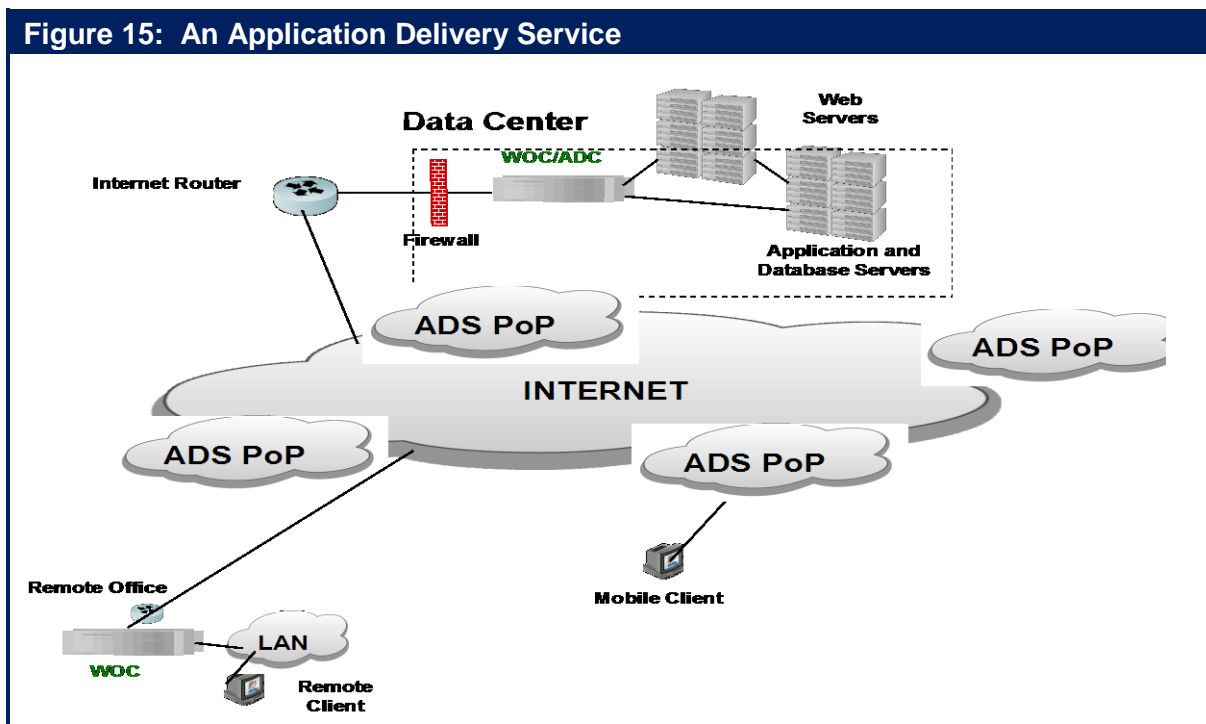 Figure 15: An Application Delivery Service
Web
Servers
Data Center
WOC/ADC
Internet Router
Firewall
Application and
Database Servers
ADS PoP
ADS PoP
INTERNET
ADS PoP
ADS PoP
Remote Office
Mobile Client
LAN
WOC
Remote
Client